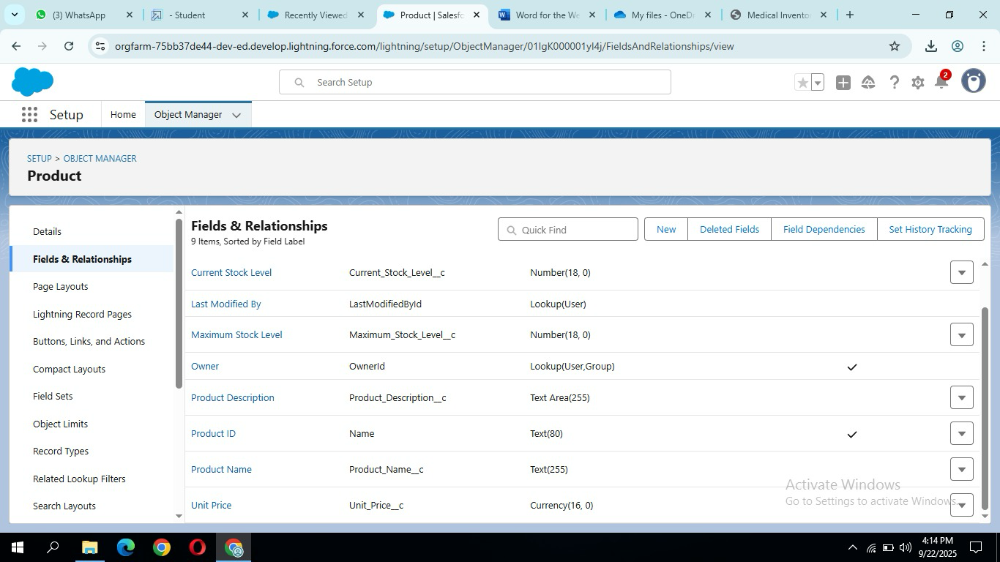 (3) WhatsApp
- Student
Recently Viewed
Product | Salesfo
Word for the We
My files - OneDr
Medical Invento
orgfarm-75bb37de44-dev-ed.develop.lightning.force.com/lightning/setup/ObjectManager/01IgK000001yl4j/FieldsAndRelationships/view
Search Setup
2
Setup
Home
Object Manager
SETUP > OBJECT MANAGER
Product
Details
Fields & Relationships
Page Layouts
Lightning Record Pages
Buttons, Links, and Actions
Compact Layouts
Field Sets
Object Limits
Record Types
Related Lookup Filters
Search Layouts
Fields & Relationships
9 Items, Sorted by Field Label
Quick Find
New
Deleted Fields
Field Dependencies
Set History Tracking
Current Stock Level Current_Stock_Level__c Number(18, 0)
Last Modified By LastModifiedById Lookup(User)
Maximum Stock Level Maximum_Stock_Level__c Number(18, 0)
Owner OwnerId Lookup(User,Group)
Product Description Product_Description__c Text Area(255)
Product ID Name Text(80)
Product Name Product_Name__c Text(255)
Unit Price Unit_Price__c Currency(16, 0)
Activate Windows
Go to Settings to activate Windows.
4:14 PM
9/22/2025